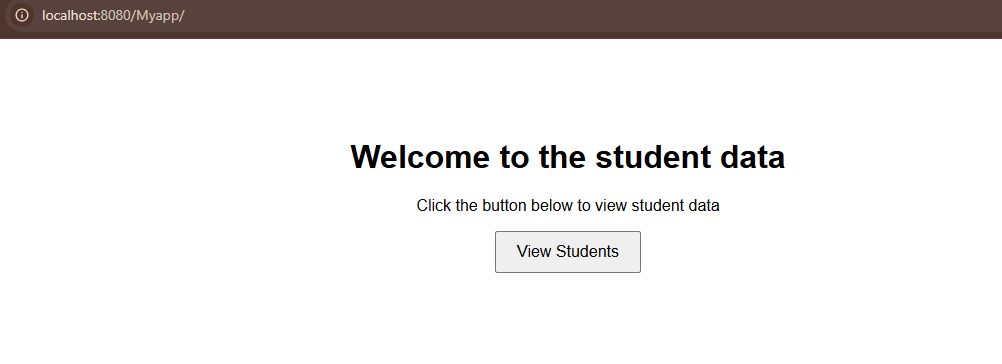 localhost:8080/Myapp/
Welcome to the student data
Click the button below to view student data
View Students